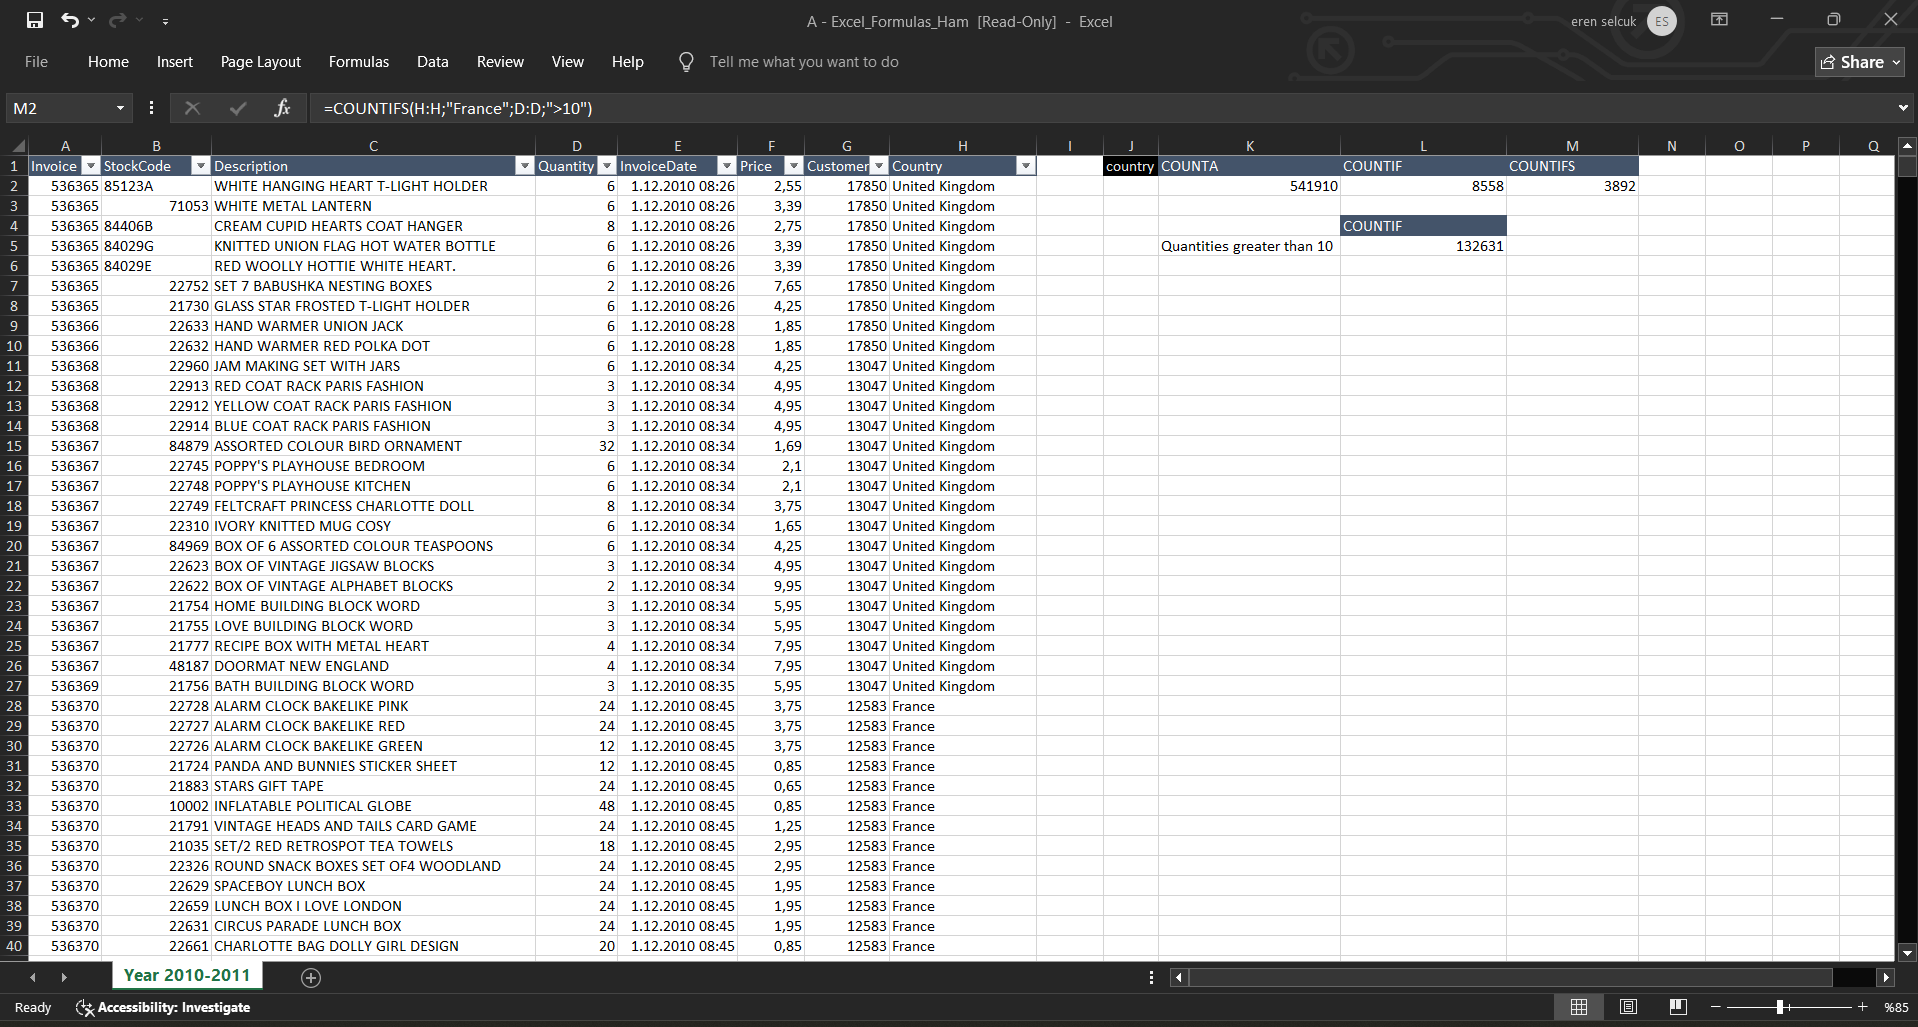 A - Excel_Formulas_Ham [Read-Only] - Excel
eren selcuk ES
File Home Insert Page Layout Formulas Data Review View Help Tell me what you want to do Share
M2 fx =COUNTIFS(H:H;"France";D:D;">10")
A B C D E F G H I J K L M N O P Q
1 Invoice StockCode Description Quantity InvoiceDate Price Customer Country country COUNTA COUNTIF COUNTIFS
2 536365 85123A WHITE HANGING HEART T-LIGHT HOLDER 6 1.12.2010 08:26 2,55 17850 United Kingdom 541910 8558 3892
3 536365 71053 WHITE METAL LANTERN 6 1.12.2010 08:26 3,39 17850 United Kingdom
4 536365 84406B CREAM CUPID HEARTS COAT HANGER 8 1.12.2010 08:26 2,75 17850 United Kingdom COUNTIF
5 536365 84029G KNITTED UNION FLAG HOT WATER BOTTLE 6 1.12.2010 08:26 3,39 17850 United Kingdom Quantities greater than 10 132631
6 536365 84029E RED WOOLLY HOTTIE WHITE HEART. 6 1.12.2010 08:26 3,39 17850 United Kingdom
7 536365 22752 SET 7 BABUSHKA NESTING BOXES 2 1.12.2010 08:26 7,65 17850 United Kingdom
8 536365 21730 GLASS STAR FROSTED T-LIGHT HOLDER 6 1.12.2010 08:26 4,25 17850 United Kingdom
9 536366 22633 HAND WARMER UNION JACK 6 1.12.2010 08:28 1,85 17850 United Kingdom
10 536366 22632 HAND WARMER RED POLKA DOT 6 1.12.2010 08:28 1,85 17850 United Kingdom
11 536368 22960 JAM MAKING SET WITH JARS 6 1.12.2010 08:34 4,25 13047 United Kingdom
12 536368 22913 RED COAT RACK PARIS FASHION 3 1.12.2010 08:34 4,95 13047 United Kingdom
13 536368 22912 YELLOW COAT RACK PARIS FASHION 3 1.12.2010 08:34 4,95 13047 United Kingdom
14 536368 22914 BLUE COAT RACK PARIS FASHION 3 1.12.2010 08:34 4,95 13047 United Kingdom
15 536367 84879 ASSORTED COLOUR BIRD ORNAMENT 32 1.12.2010 08:34 1,69 13047 United Kingdom
16 536367 22745 POPPY'S PLAYHOUSE BEDROOM 6 1.12.2010 08:34 2,1 13047 United Kingdom
17 536367 22748 POPPY'S PLAYHOUSE KITCHEN 6 1.12.2010 08:34 2,1 13047 United Kingdom
18 536367 22749 FELTCRAFT PRINCESS CHARLOTTE DOLL 8 1.12.2010 08:34 3,75 13047 United Kingdom
19 536367 22310 IVORY KNITTED MUG COSY 6 1.12.2010 08:34 1,65 13047 United Kingdom
20 536367 84969 BOX OF 6 ASSORTED COLOUR TEASPOONS 6 1.12.2010 08:34 4,25 13047 United Kingdom
21 536367 22623 BOX OF VINTAGE JIGSAW BLOCKS 3 1.12.2010 08:34 4,95 13047 United Kingdom
22 536367 22622 BOX OF VINTAGE ALPHABET BLOCKS 2 1.12.2010 08:34 9,95 13047 United Kingdom
23 536367 21754 HOME BUILDING BLOCK WORD 3 1.12.2010 08:34 5,95 13047 United Kingdom
24 536367 21755 LOVE BUILDING BLOCK WORD 3 1.12.2010 08:34 5,95 13047 United Kingdom
25 536367 21777 RECIPE BOX WITH METAL HEART 4 1.12.2010 08:34 7,95 13047 United Kingdom
26 536367 48187 DOORMAT NEW ENGLAND 4 1.12.2010 08:34 7,95 13047 United Kingdom
27 536369 21756 BATH BUILDING BLOCK WORD 3 1.12.2010 08:35 5,95 13047 United Kingdom
28 536370 22728 ALARM CLOCK BAKELIKE PINK 24 1.12.2010 08:45 3,75 12583 France
29 536370 22727 ALARM CLOCK BAKELIKE RED 24 1.12.2010 08:45 3,75 12583 France
30 536370 22726 ALARM CLOCK BAKELIKE GREEN 12 1.12.2010 08:45 3,75 12583 France
31 536370 21724 PANDA AND BUNNIES STICKER SHEET 12 1.12.2010 08:45 0,85 12583 France
32 536370 21883 STARS GIFT TAPE 24 1.12.2010 08:45 0,65 12583 France
33 536370 10002 INFLATABLE POLITICAL GLOBE 48 1.12.2010 08:45 0,85 12583 France
34 536370 21791 VINTAGE HEADS AND TAILS CARD GAME 24 1.12.2010 08:45 1,25 12583 France
35 536370 21035 SET/2 RED RETROSPOT TEA TOWELS 18 1.12.2010 08:45 2,95 12583 France
36 536370 22326 ROUND SNACK BOXES SET OF4 WOODLAND 24 1.12.2010 08:45 2,95 12583 France
37 536370 22629 SPACEBOY LUNCH BOX 24 1.12.2010 08:45 1,95 12583 France
38 536370 22659 LUNCH BOX I LOVE LONDON 24 1.12.2010 08:45 1,95 12583 France
39 536370 22631 CIRCUS PARADE LUNCH BOX 24 1.12.2010 08:45 1,95 12583 France
40 536370 22661 CHARLOTTE BAG DOLLY GIRL DESIGN 20 1.12.2010 08:45 0,85 12583 France
Year 2010-2011
Ready Accessibility: Investigate %85